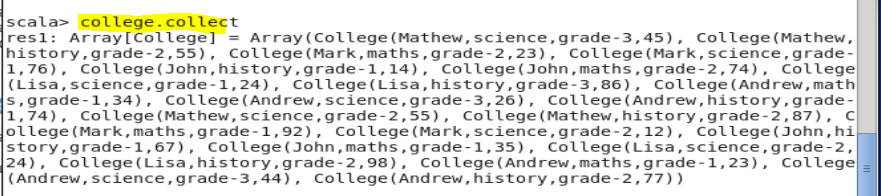 scala> college.collect
res1: Array[College] = Array(College(Mathew,science,grade-3,45), College(Mathew,
history,grade-2,55), College(Mark,maths,grade-2,23), College(Mark,science,grade-
1,76), College(John,history,grade-1,14), College(John,maths,grade-2,74), College
(Lisa,science,grade-1,24), College(Lisa,history,grade-3,86), College(Andrew,math
s,grade-1,34), College(Andrew,science,grade-3,26), College(Andrew,history,grade-
1,74), College(Mathew,science,grade-2,55), College(Mathew,history,grade-2,87), C
ollege(Mark,maths,grade-1,92), College(Mark,science,grade-2,12), College(John,hi
story,grade-1,67), College(John,maths,grade-1,35), College(Lisa,science,grade-2,
24), College(Lisa,history,grade-2,98), College(Andrew,maths,grade-1,23), College
(Andrew,science,grade-3,44), College(Andrew,history,grade-2,77))